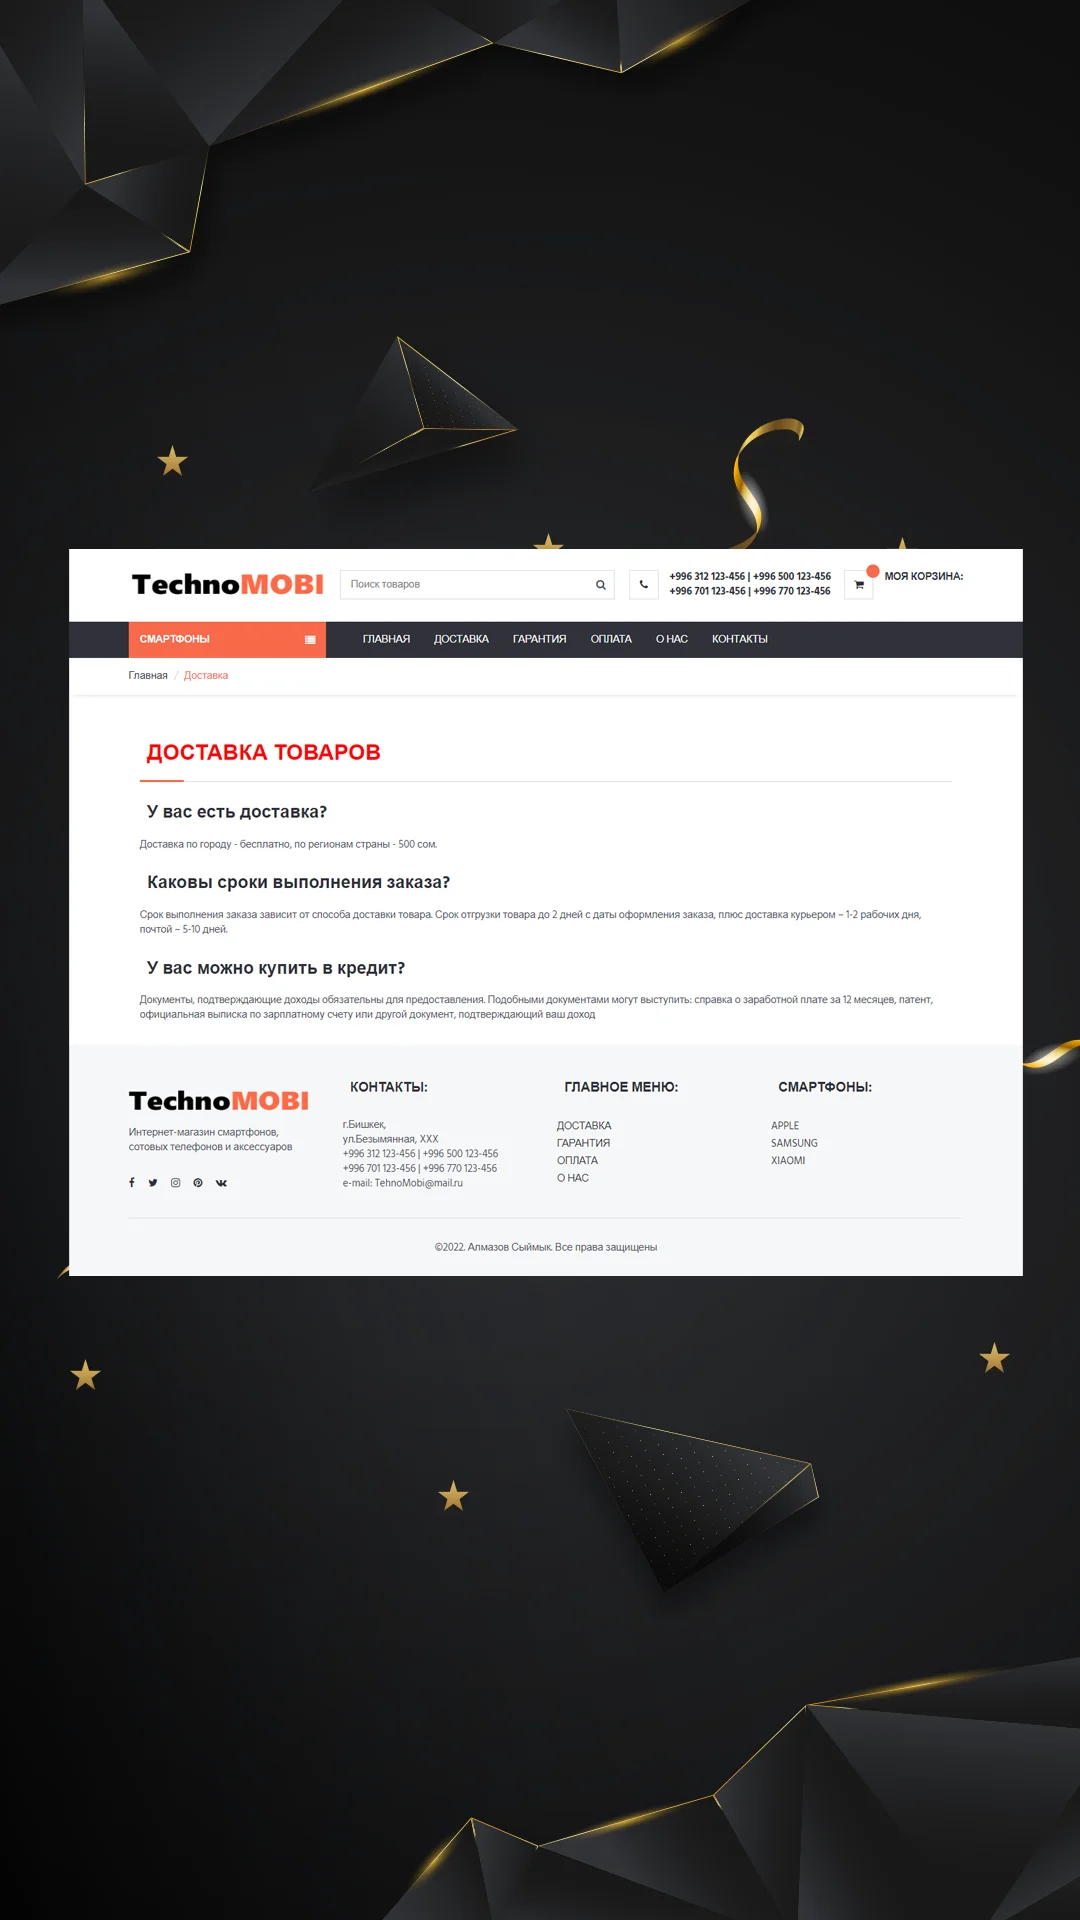 TechnoMOBI
Поиск товаров
+996 312 123-456 | +996 500 123-456
+996 701 123-456 | +996 770 123-456
МОЯ КОРЗИНА:
СМАРТФОНЫ
ГЛАВНАЯ ДОСТАВКА ГАРАНТИЯ ОПЛАТА О НАС КОНТАКТЫ
Главная / Доставка
ДОСТАВКА ТОВАРОВ
У вас есть доставка?
Доставка по городу - бесплатно, по регионам страны - 500 сом.
Каковы сроки выполнения заказа?
Срок выполнения заказа зависит от способа доставки товара. Срок отгрузки товара до 2 дней с даты оформления заказа, плюс доставка курьером – 1-2 рабочих дня,
почтой – 5-10 дней.
У вас можно купить в кредит?
Документы, подтверждающие доходы обязательны для предоставления. Подобными документами могут выступить: справка о заработной плате за 12 месяцев, патент,
официальная выписка по зарплатному счету или другой документ, подтверждающий ваш доход
TechnoMOBI
Интернет-магазин смартфонов,
сотовых телефонов и аксессуаров
КОНТАКТЫ:
г.Бишкек,
ул.Безымянная, XXX
+996 312 123-456 | +996 500 123-456
+996 701 123-456 | +996 770 123-456
e-mail: TehnoMobi@mail.ru
ГЛАВНОЕ МЕНЮ:
ДОСТАВКА
ГАРАНТИЯ
ОПЛАТА
О НАС
СМАРТФОНЫ:
APPLE
SAMSUNG
XIAOMI
©2022. Алмазов Сыймык. Все права защищены